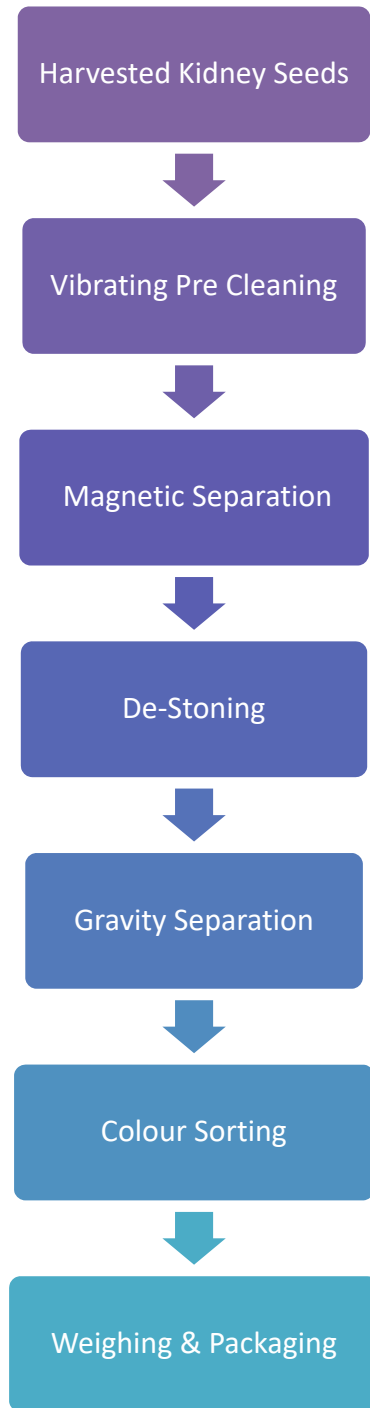 Harvested Kidney Seeds
Vibrating Pre Cleaning
Magnetic Separation
De-Stoning
Gravity Separation
Colour Sorting
Weighing & Packaging